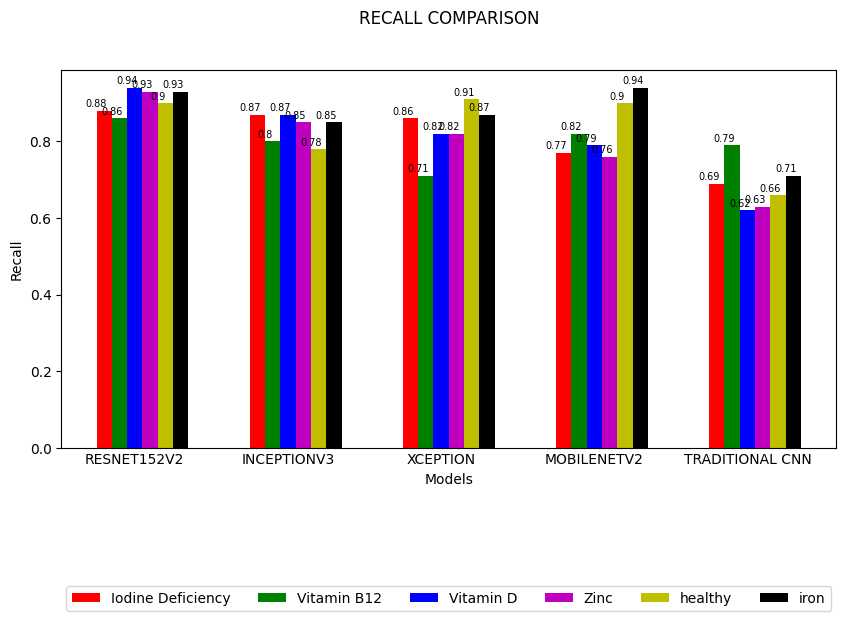 RECALL COMPARISON
0.88 0.86 0.94 0.93 0.9 0.93
0.87 0.8 0.87 0.85 0.78 0.85
0.86 0.71 0.82 0.82 0.91 0.87
0.77 0.82 0.79 0.76 0.9 0.94
0.69 0.79 0.62 0.63 0.66 0.71
0.8
0.6
0.4
0.2
0.0
Recall
RESNET152V2 INCEPTIONV3 XCEPTION MOBILENETV2 TRADITIONAL CNN
Models
Iodine Deficiency Vitamin B12 Vitamin D Zinc healthy iron